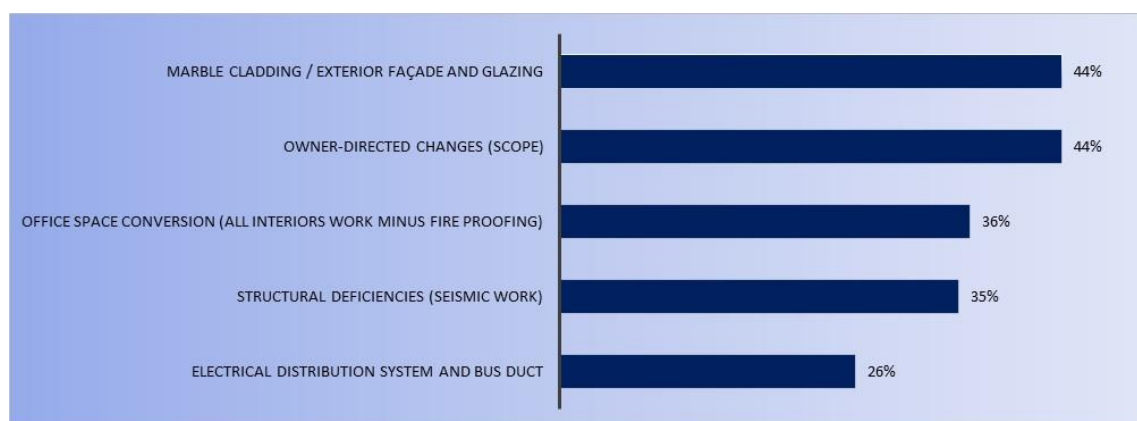 MARBLE CLADDING / EXTERIOR FAÇADE AND GLAZING 44%
OWNER-DIRECTED CHANGES (SCOPE) 44%
OFFICE SPACE CONVERSION (ALL INTERIORS WORK MINUS FIRE PROOFING) 36%
STRUCTURAL DEFICIENCIES (SEISMIC WORK) 35%
ELECTRICAL DISTRIBUTION SYSTEM AND BUS DUCT 26%